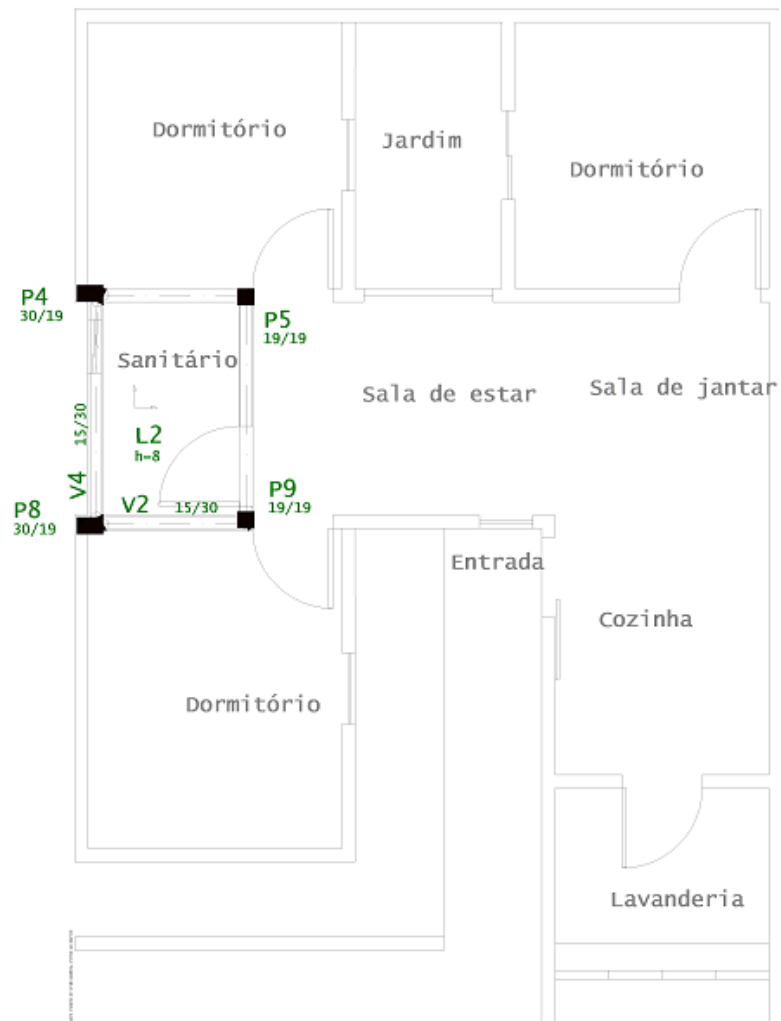 Dormitório
Jardim
Dormitório
P4
30/19
P5
19/19
Sanitário
Sala de estar
Sala de jantar
15/30
L2
h=8
V4
P8
30/19
V2
15/30
P9
19/19
Entrada
Cozinha
Dormitório
Lavanderia